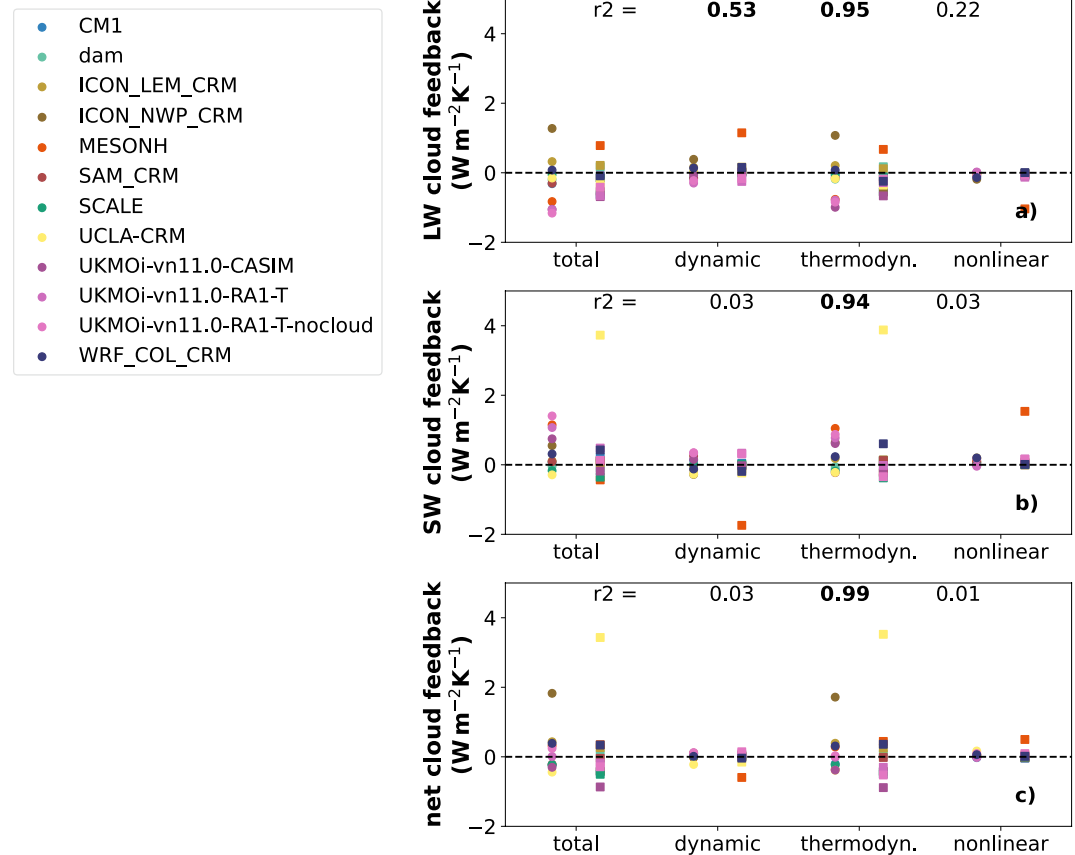 CM1
dam
ICON_LEM_CRM
ICON_NWP_CRM
MESONH
SAM_CRM
SCALE
UCLA-CRM
UKMOi-vn11.0-CASIM
UKMOi-vn11.0-RA1-T
UKMOi-vn11.0-RA1-T-nocloud
WRF_COL_CRM
LW cloud feedback
(W m−2K−1)
r2 = 0.53 0.95 0.22
4
2
0
−2
a)
total dynamic thermodyn. nonlinear
SW cloud feedback
(W m−2K−1)
r2 = 0.03 0.94 0.03
4
2
0
−2
b)
total dynamic thermodyn. nonlinear
net cloud feedback
(W m−2K−1)
r2 = 0.03 0.99 0.01
4
2
0
−2
c)
total dynamic thermodyn. nonlinear